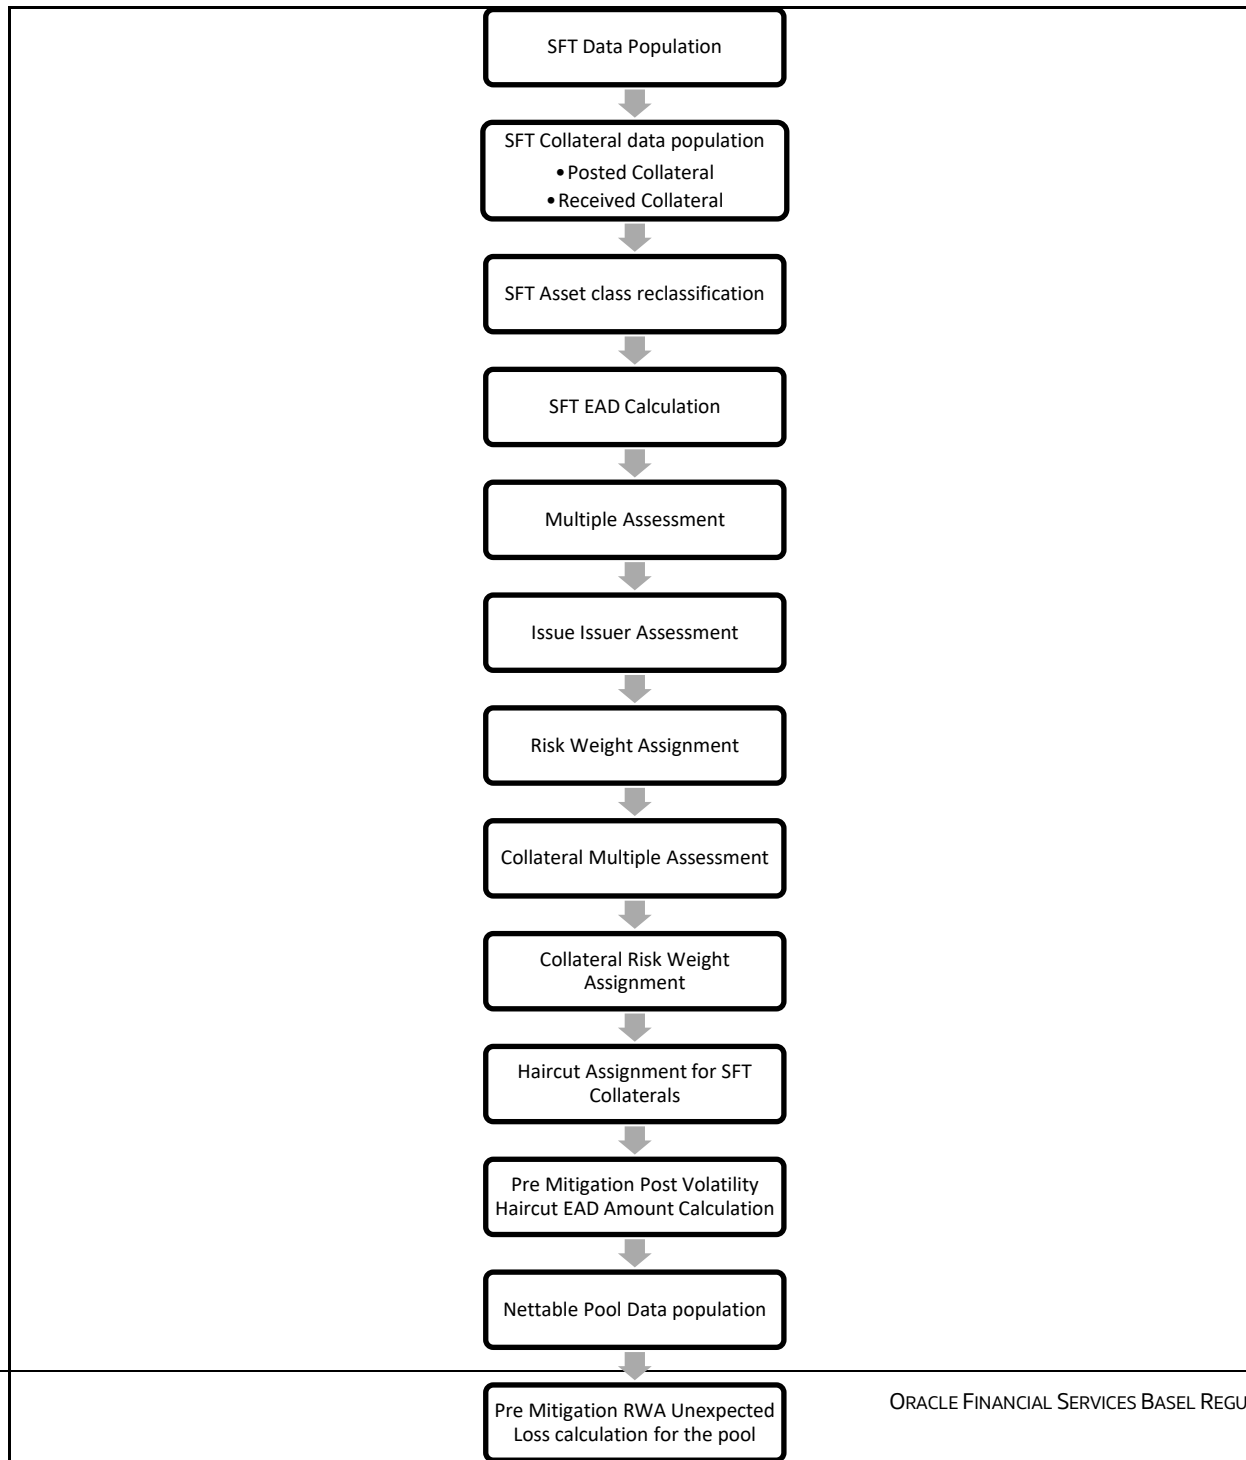 SFT Data Population
SFT Collateral data population
• Posted Collateral
• Received Collateral
SFT Asset class reclassification
SFT EAD Calculation
Multiple Assessment
Issue Issuer Assessment
Risk Weight Assignment
Collateral Multiple Assessment
Collateral Risk Weight
Assignment
Haircut Assignment for SFT
Collaterals
Pre Mitigation Post Volatility
Haircut EAD Amount Calculation
Nettable Pool Data population
Pre Mitigation RWA Unexpected
Loss calculation for the pool
ORACLE FINANCIAL SERVICES BASEL REGU